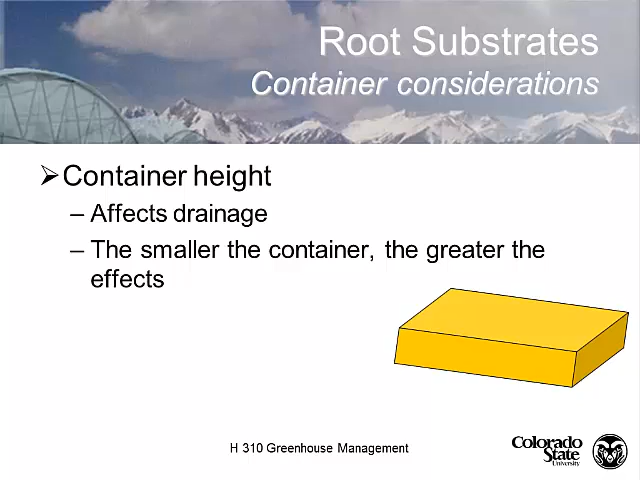 Root Substrates
Container considerations
➢Container height
– Affects drainage
– The smaller the container, the greater the
effects
H 310 Greenhouse Management
Colorado
State
University